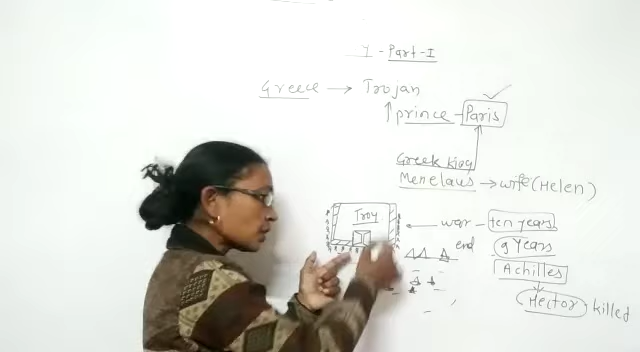 Y - Part-I
Greece → Trojan
↑ prince - Paris
Greek king
Menelaus → wife (Helen)
Troy ← war - ten years
end 9 Years
Achilles
Hector killed